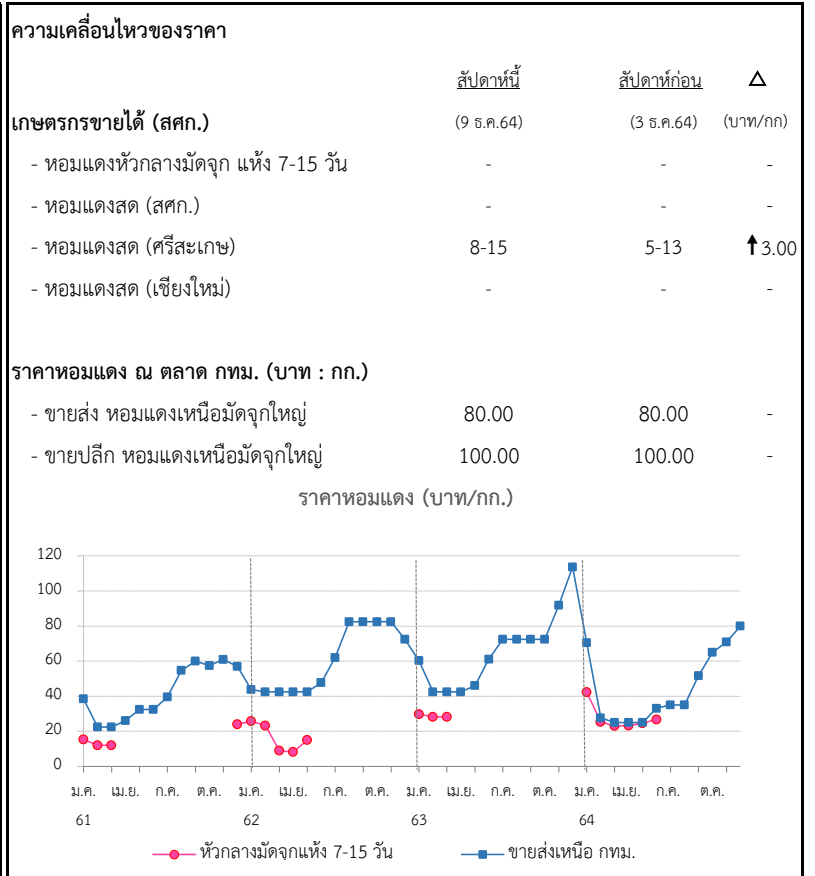 ความเคลื่อนไหวของราคา
สัปดาห์นี้ สัปดาห์ก่อน Δ
เกษตรกรขายได้ (สศก.) (9 ธ.ค.64) (3 ธ.ค.64) (บาท/กก)
- หอมแดงหัวกลางมัดจุก แห้ง 7-15 วัน - - -
- หอมแดงสด (สศก.) - - -
- หอมแดงสด (ศรีสะเกษ) 8-15 5-13 ⬆3.00
- หอมแดงสด (เชียงใหม่) - - -
ราคาหอมแดง ณ ตลาด กทม. (บาท : กก.)
- ขายส่ง หอมแดงเหนือมัดจุกใหญ่ 80.00 80.00 -
- ขายปลีก หอมแดงเหนือมัดจุกใหญ่ 100.00 100.00 -
ราคาหอมแดง (บาท/กก.)
120
100
80
60
40
20
0
ม.ค. เม.ย. ก.ค. ต.ค. ม.ค. เม.ย. ก.ค. ต.ค. ม.ค. เม.ย. ก.ค. ต.ค. ม.ค. เม.ย. ก.ค. ต.ค.
61 62 63 64
หัวกลางมัดจุกแห้ง 7-15 วัน ขายส่งเหนือ กทม.